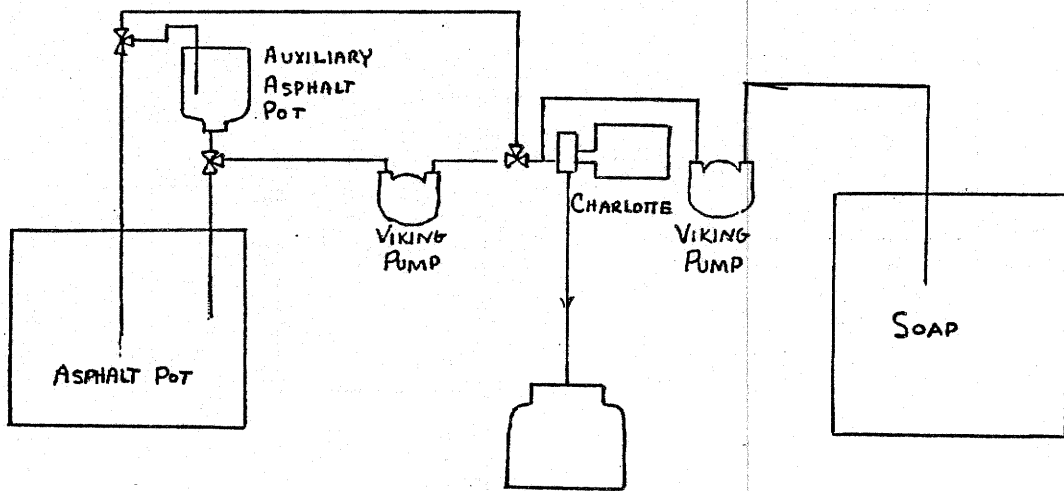 AUXILIARY
ASPHALT
POT
CHARLOTTE
VIKING
PUMP
VIKING
PUMP
ASPHALT POT
SOAP